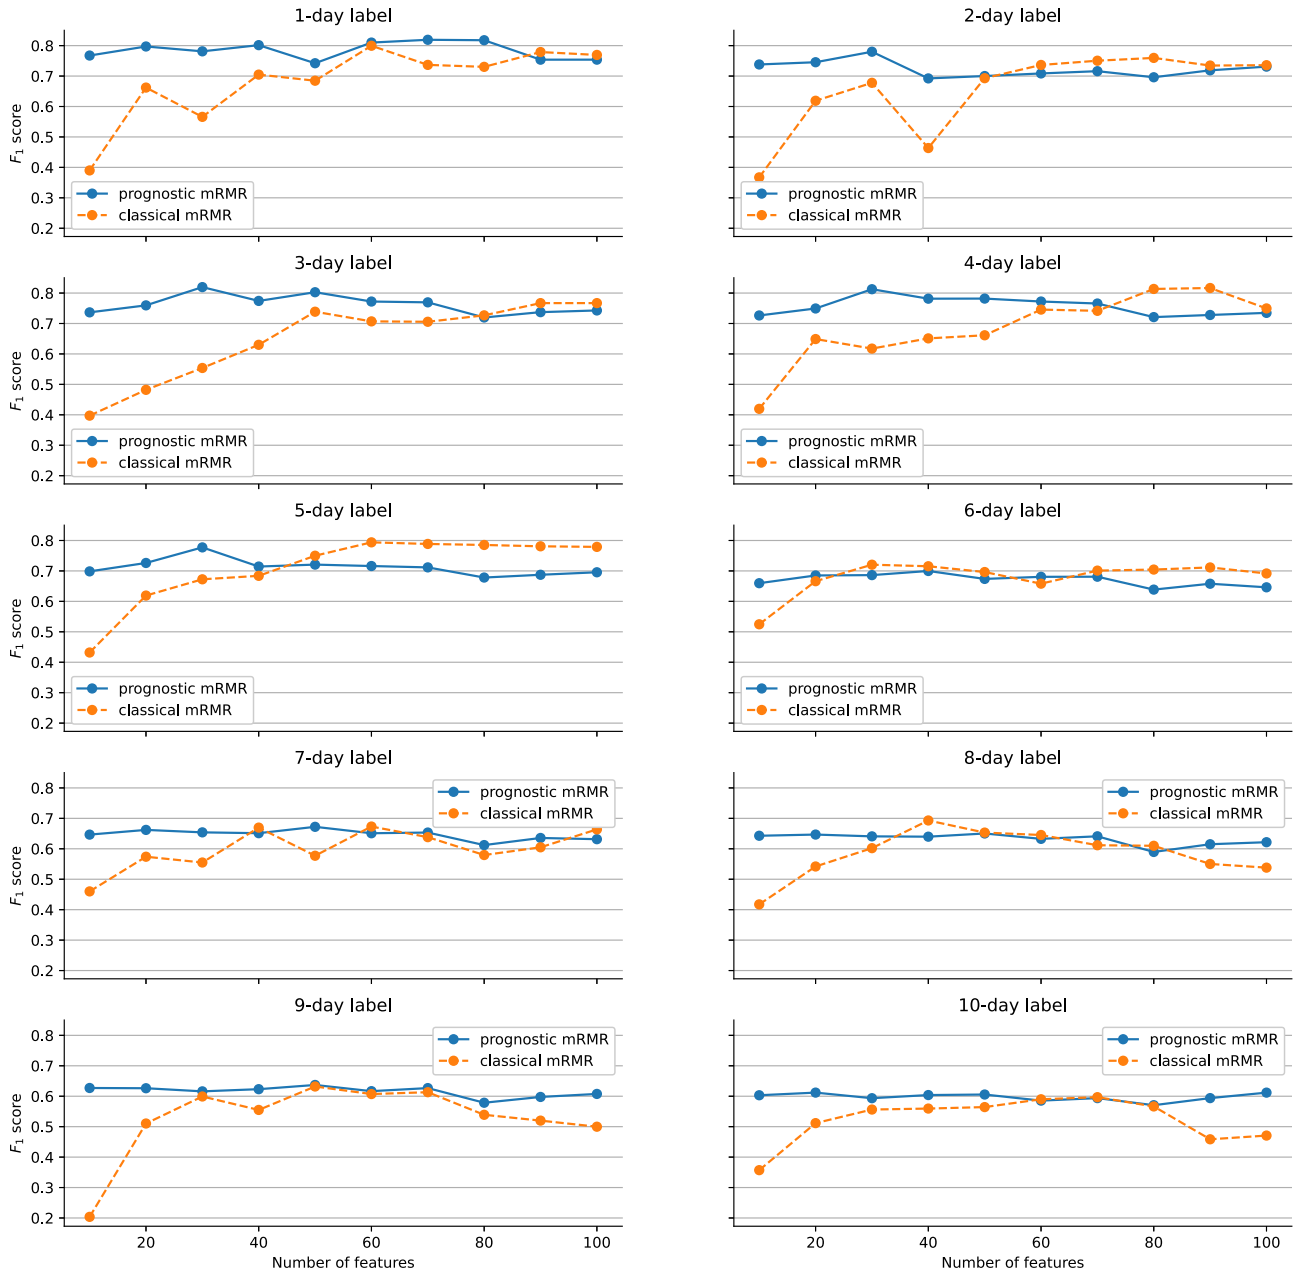 1-day label
0.8
0.7
0.6
0.5
0.4
0.3
0.2
F1 score
prognostic mRMR
classical mRMR
2-day label
prognostic mRMR
classical mRMR
3-day label
0.8
0.7
0.6
0.5
0.4
0.3
0.2
F1 score
prognostic mRMR
classical mRMR
4-day label
prognostic mRMR
classical mRMR
5-day label
0.8
0.7
0.6
0.5
0.4
0.3
0.2
F1 score
prognostic mRMR
classical mRMR
6-day label
prognostic mRMR
classical mRMR
7-day label
0.8
0.7
0.6
0.5
0.4
0.3
0.2
F1 score
prognostic mRMR
classical mRMR
8-day label
prognostic mRMR
classical mRMR
9-day label
0.8
0.7
0.6
0.5
0.4
0.3
0.2
F1 score
prognostic mRMR
classical mRMR
20 40 60 80 100
Number of features
10-day label
prognostic mRMR
classical mRMR
20 40 60 80 100
Number of features